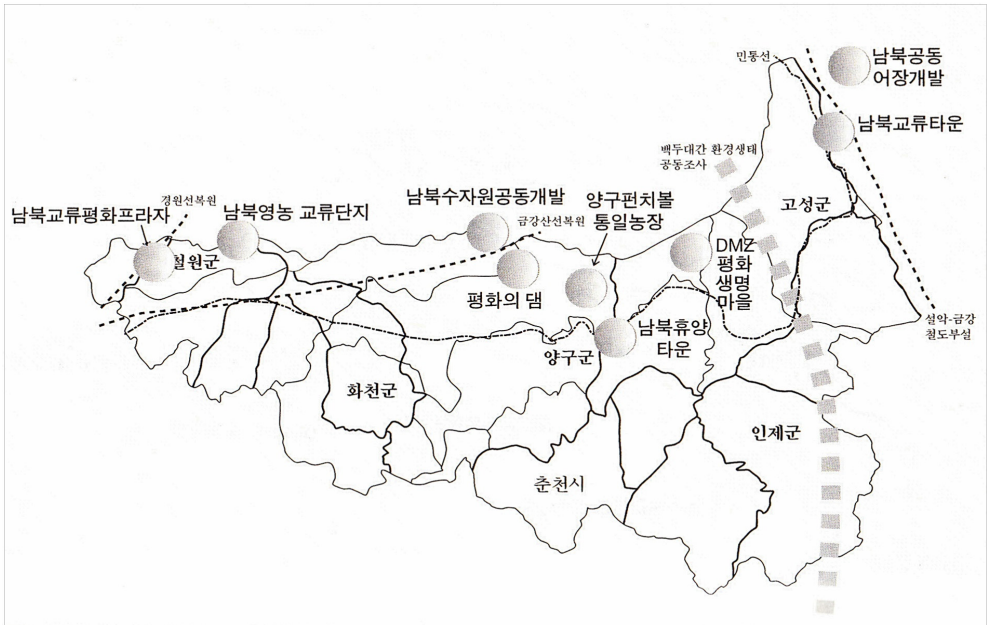 민통선
남북공동
어장개발
남북교류타운
백두대간 환경생태
공동조사
경원선복원
남북교류평화프라자
남북영농 교류단지
남북수자원공동개발
금강산선복원
양구펀치볼
통일농장
고성군
철원군
DMZ
평화
생명
마을
평화의 댐
남북휴양
타운
양구군
설악-금강
철도부설
화천군
인제군
춘천시